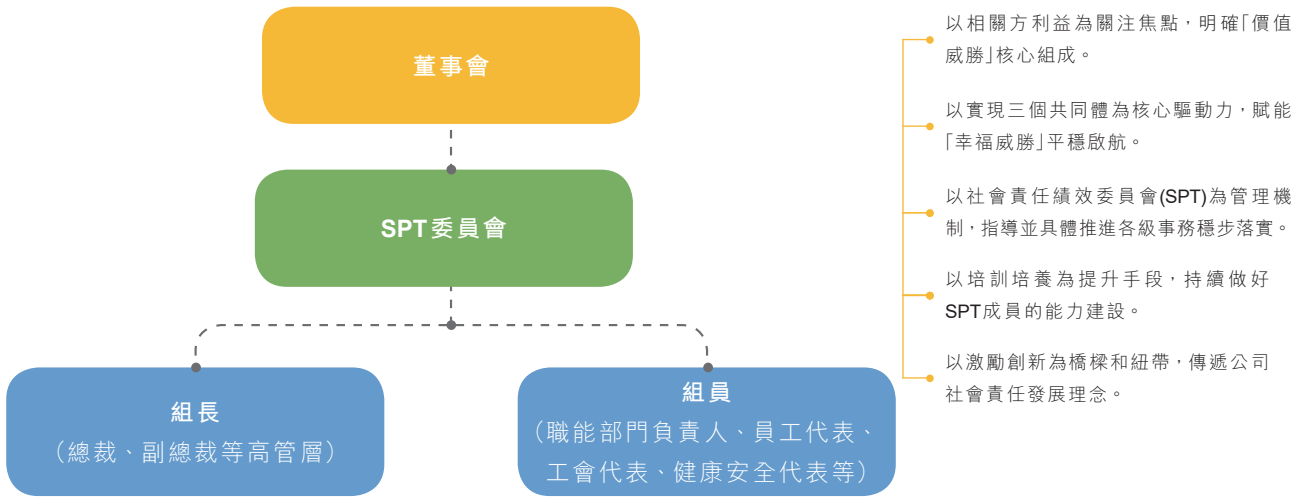 董事會
SPT委員會
組長
（總裁、副總裁等高管層）
組員
（職能部門負責人、員工代表、
工會代表、健康安全代表等）
以相關方利益為關注焦點，明確「價值
威勝」核心組成。
以實現三個共同體為核心驅動力，賦能
「幸福威勝」平穩啟航。
以社會責任績效委員會(SPT)為管理機
制，指導並具體推進各級事務穩步落實。
以培訓培養為提升手段，持續做好
SPT成員的能力建設。
以激勵創新為橋樑和紐帶，傳遞公司
社會責任發展理念。